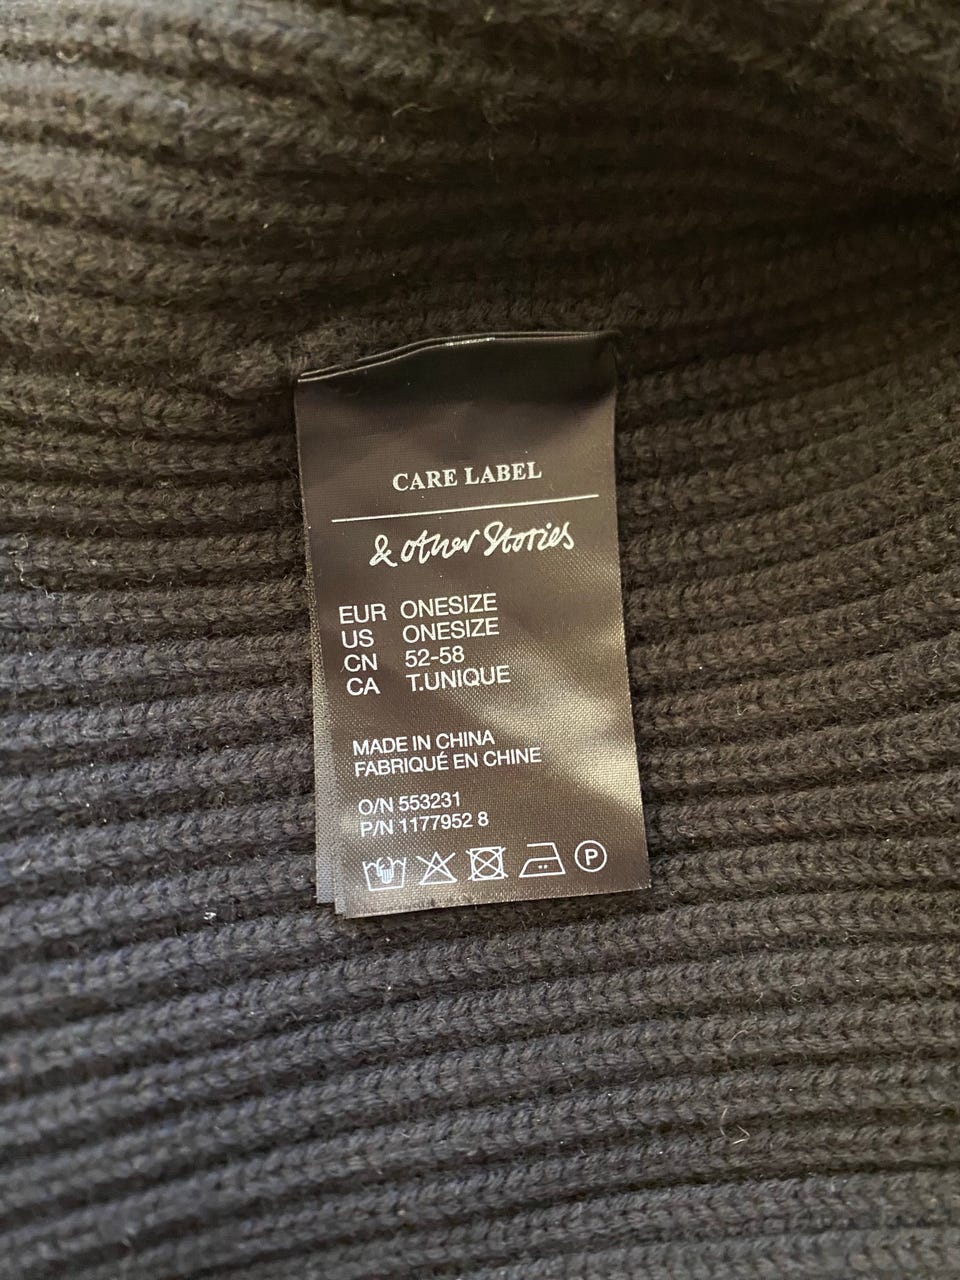 CARE LABEL
& other Stories
EUR ONESIZE
US ONESIZE
CN 52-58
CA T.UNIQUE
MADE IN CHINA
FABRIQUÉ EN CHINE
O/N 553231
P/N 1177952 8
P